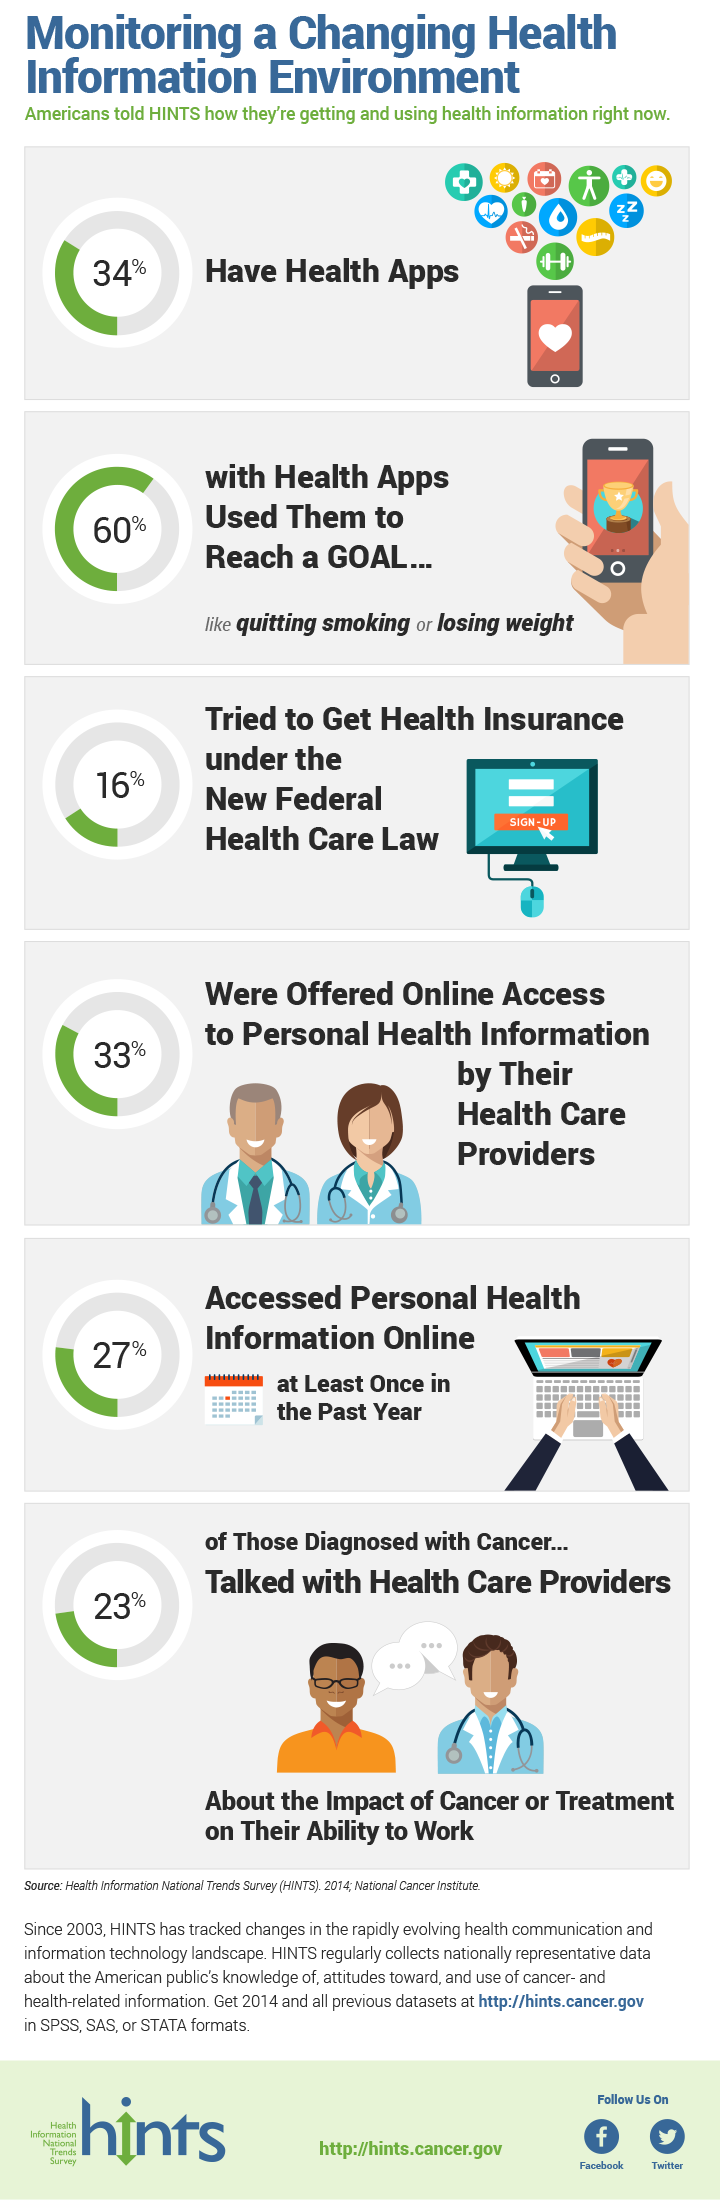 Monitoring a Changing Health
Information Environment
Americans told HINTS how they're getting and using health information right now.
34%
Have Health Apps
zZz
60%
with Health Apps
Used Them to
Reach a GOAL...
like quitting smoking or losing weight
16%
Tried to Get Health Insurance
under the
New Federal
Health Care Law
SIGN-UP
33%
Were Offered Online Access
to Personal Health Information
by Their
Health Care
Providers
27%
Accessed Personal Health
Information Online
at Least Once in
the Past Year
23%
of Those Diagnosed with Cancer...
Talked with Health Care Providers
About the Impact of Cancer or Treatment
on Their Ability to Work
Source: Health Information National Trends Survey (HINTS). 2014; National Cancer Institute.
Since 2003, HINTS has tracked changes in the rapidly evolving health communication and
information technology landscape. HINTS regularly collects nationally representative data
about the American public's knowledge of, attitudes toward, and use of cancer- and
health-related information. Get 2014 and all previous datasets at http://hints.cancer.gov
in SPSS, SAS, or STATA formats.
Health
Information
National
Trends
Survey
hints
http://hints.cancer.gov
Follow Us On
Facebook
Twitter